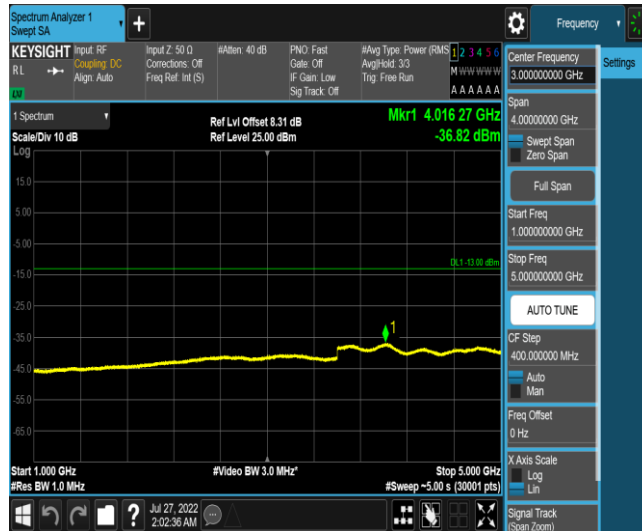 Spectrum Analyzer 1
Swept SA
Frequency
KEYSIGHT
RL
LXI
Input: RF
Coupling: DC
Align: Auto
Input Z: 50 Ω
Corrections: Off
Freq Ref: Int (S)
#Atten: 40 dB
PNO: Fast
Gate: Off
IF Gain: Low
Sig Track: Off
#Avg Type: Power (RMS
Avg|Hold: 3/3
Trig: Free Run
1 2 3 4 5 6
M W W W W W
A A A A A A
1 Spectrum
Scale/Div 10 dB
Log
Ref Lvl Offset 8.31 dB
Ref Level 25.00 dBm
Mkr1 4.016 27 GHz
-36.82 dBm
15.0
5.00
-5.00
DL1 -13.00 dBm
-15.0
-25.0
1
-35.0
-45.0
-55.0
-65.0
Start 1.000 GHz
#Res BW 1.0 MHz
#Video BW 3.0 MHz*
Stop 5.000 GHz
#Sweep ~5.00 s (30001 pts)
?
Jul 27, 2022
2:02:36 AM
Center Frequency
3.000000000 GHz
Settings
Span
4.00000000 GHz
Swept Span
Zero Span
Full Span
Start Freq
1.000000000 GHz
Stop Freq
5.000000000 GHz
AUTO TUNE
CF Step
400.000000 MHz
Auto
Man
Freq Offset
0 Hz
X Axis Scale
Log
Lin
Signal Track
(Span Zoom)